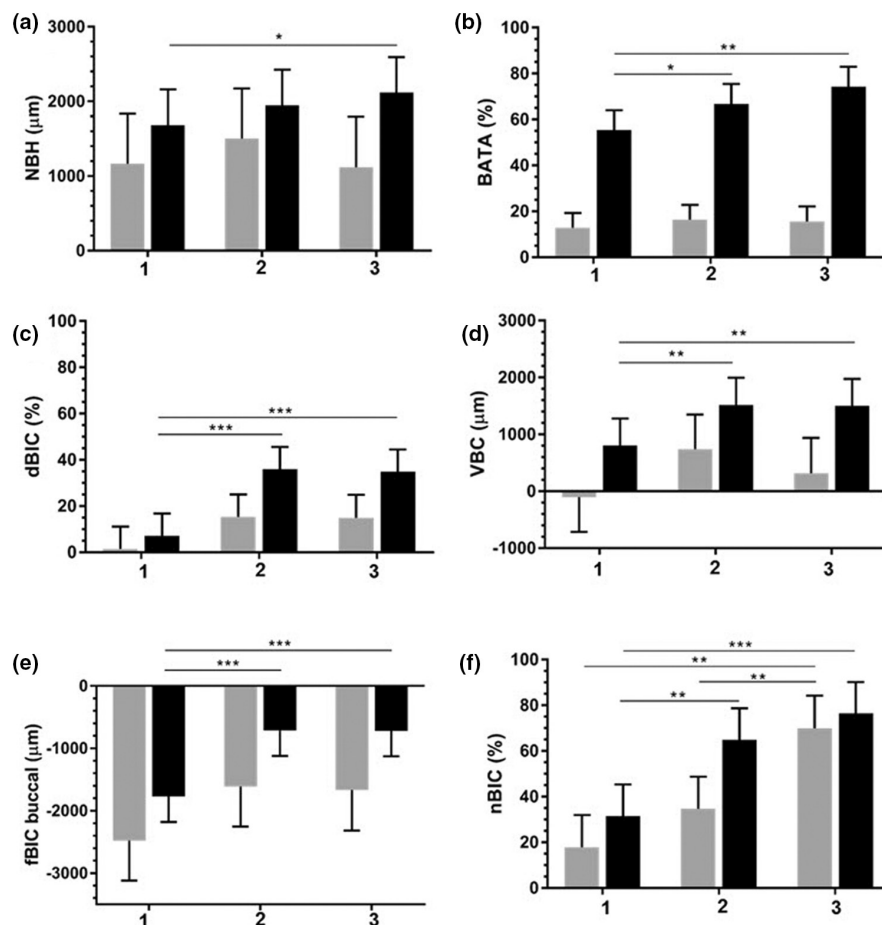 (a)
NBH (μm)
3000
2000
1000
0
*
1 2 3
(b)
BATA (%)
100
80
60
40
20
0
**
*
1 2 3
(c)
dBIC (%)
100
80
60
40
20
0
***
***
1 2 3
(d)
VBC (μm)
3000
2000
1000
0
-1000
**
**
1 2 3
(e)
fBIC buccal (μm)
***
***
0
-1000
-2000
-3000
1 2 3
(f)
nBIC (%)
***
**
**
**
100
80
60
40
20
0
1 2 3